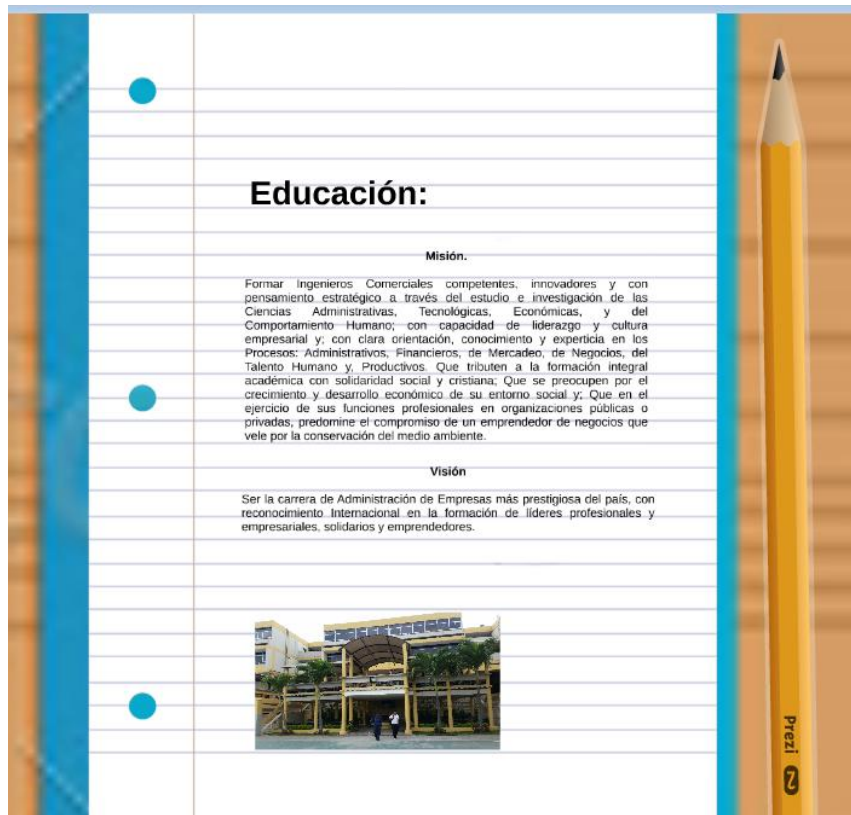 Educación:
Misión.
Formar Ingenieros Comerciales competentes, innovadores y con
pensamiento estratégico a través del estudio e investigación de las
Ciencias Administrativas, Tecnológicas, Económicas, y del
Comportamiento Humano; con capacidad de liderazgo y cultura
empresarial y; con clara orientación, conocimiento y experticia en los
Procesos: Administrativos, Financieros, de Mercadeo, de Negocios, del
Talento Humano y, Productivos. Que tributen a la formación integral
académica con solidaridad social y cristiana; Que se preocupen por el
crecimiento y desarrollo económico de su entorno social y; Que en el
ejercicio de sus funciones profesionales en organizaciones públicas o
privadas, predomine el compromiso de un emprendedor de negocios que
vele por la conservación del medio ambiente.
Visión
Ser la carrera de Administración de Empresas más prestigiosa del país, con
reconocimiento Internacional en la formación de líderes profesionales y
empresariales, solidarios y emprendedores.
Prezi 2